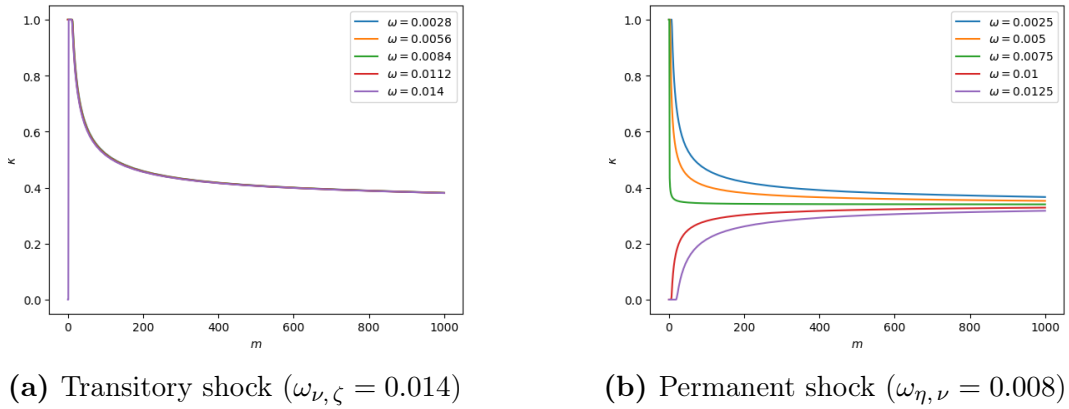 1.0
0.8
0.6
0.4
0.2
0.0
κ
0 200 400 600 800 1000
m
ω = 0.0028
ω = 0.0056
ω = 0.0084
ω = 0.0112
ω = 0.014
(a) Transitory shock (ω_{ν, ζ} = 0.014)
1.0
0.8
0.6
0.4
0.2
0.0
κ
0 200 400 600 800 1000
m
ω = 0.0025
ω = 0.005
ω = 0.0075
ω = 0.01
ω = 0.0125
(b) Permanent shock (ω_{η, ν} = 0.008)